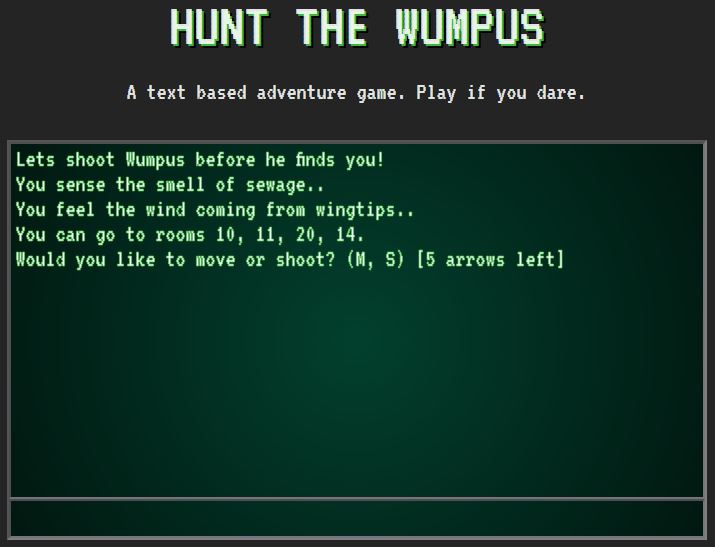 HUNT THE WUMPUS
A text based adventure game. Play if you dare.
Lets shoot Wumpus before he finds you!
You sense the smell of sewage..
You feel the wind coming from wingtips..
You can go to rooms 10, 11, 20, 14.
Would you like to move or shoot? (M, S) [5 arrows left]